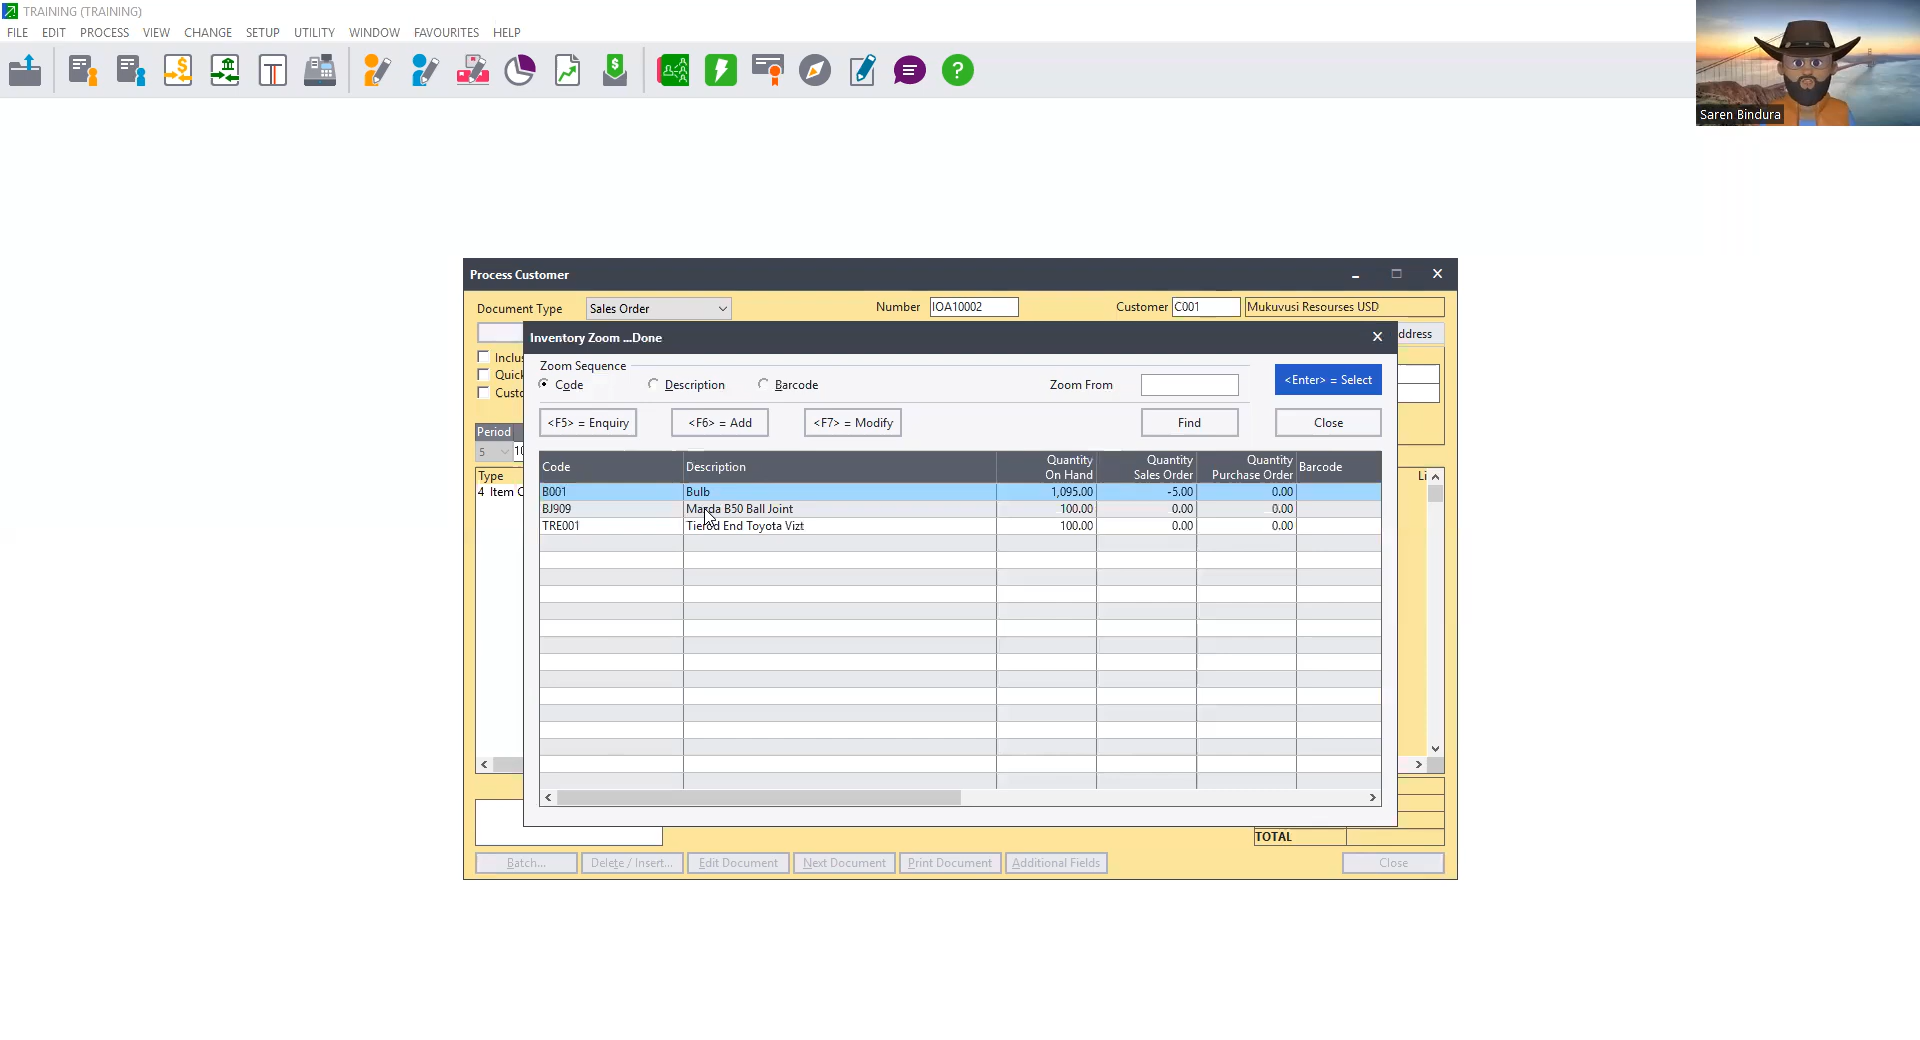 TRAINING (TRAINING)
FILE EDIT PROCESS VIEW CHANGE SETUP UTILITY WINDOW FAVOURITES HELP
Saren Bindura
Process Customer
Document Type Sales Order Number IOA10002 Customer C001 Mukuvusi Resourses USD
Inventory Zoom ...Done
ddress
Zoom Sequence
Inclus
Code Description Barcode Zoom From <Enter> = Select
Quick
Custo
<F5> = Enquiry <F6> = Add <F7> = Modify Find Close
Period
5 10
Code Description Quantity On Hand Quantity Sales Order Quantity Purchase Order Barcode
Type Li
4 Item C
B001 Bulb 1,095.00 -5.00 0.00
BJ909 Mazda B50 Ball Joint 100.00 0.00 0.00
TRE001 Tierod End Toyota Vizt 100.00 0.00 0.00
TOTAL
Batch... Delete / Insert... Edit Document Next Document Print Document Additional Fields Close